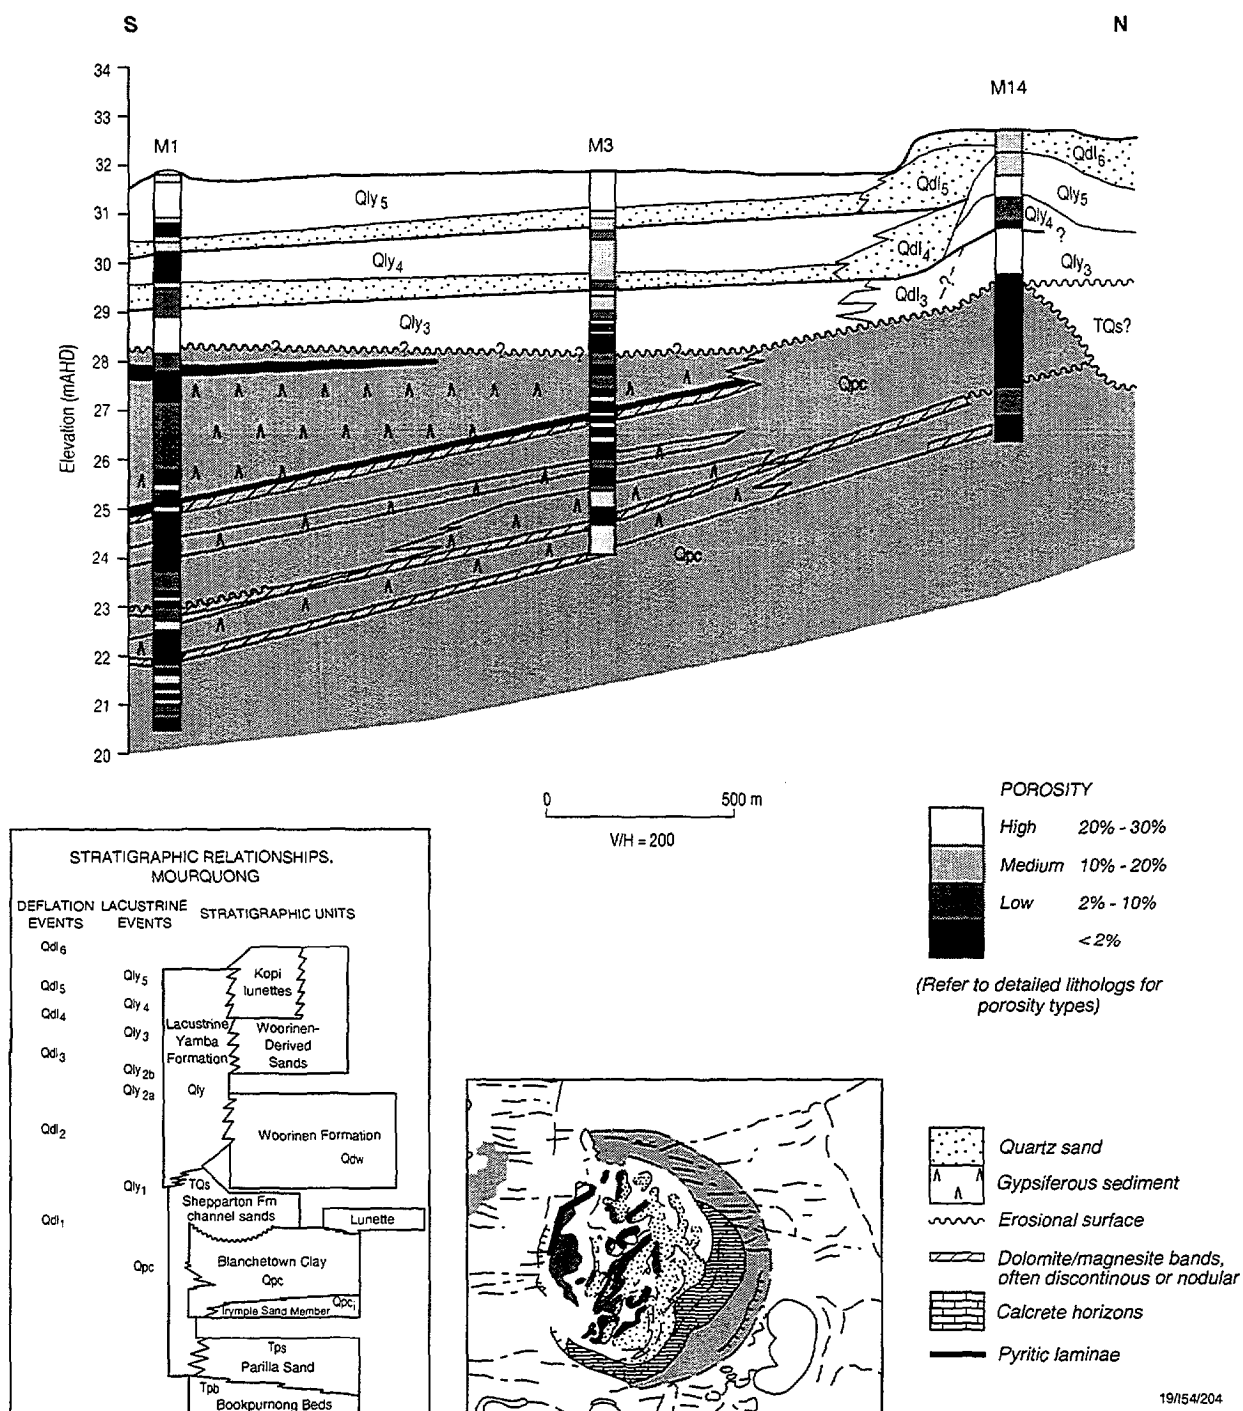 S
N
34
33
32
31
30
29
28
27
26
25
24
23
22
21
20
Elevation (mAHD)
M1
M3
M14
Qly5
Qly4
Qly3
Qdl5
Qdl4
Qdl3
Qdl6
Qly5
Qly4
?
Qly3
TQs?
?
?
?
?
?
?
Qpc
Qpc
0
500 m
V/H = 200
POROSITY
High 20% - 30%
Medium 10% - 20%
Low 2% - 10%
<2%
(Refer to detailed lithologs for
porosity types)
STRATIGRAPHIC RELATIONSHIPS.
MOURQUONG
DEFLATION
EVENTS
LACUSTRINE
EVENTS
STRATIGRAPHIC UNITS
Qdl6
Qdl5
Qdl4
Qdl3
Qdl2
Qdl1
Qly5
Qly4
Qly3
Qly2b
Qly2a
Qly1
Qpc
Kopi
lunettes
Lacustrine
Yamba
Formation
Qly
Woorinen-
Derived
Sands
Woorinen Formation
Qdw
TQs
Shepparton Fm
channel sands
Lunette
Blanchetown Clay
Qpc
Qpci
Irymple Sand Member
Tps
Parilla Sand
Tpb
Bookpurnong Beds
Quartz sand
Gypsiferous sediment
Erosional surface
Dolomite/magnesite bands,
often discontinous or nodular
Calcrete horizons
Pyritic laminae
19/I54/204